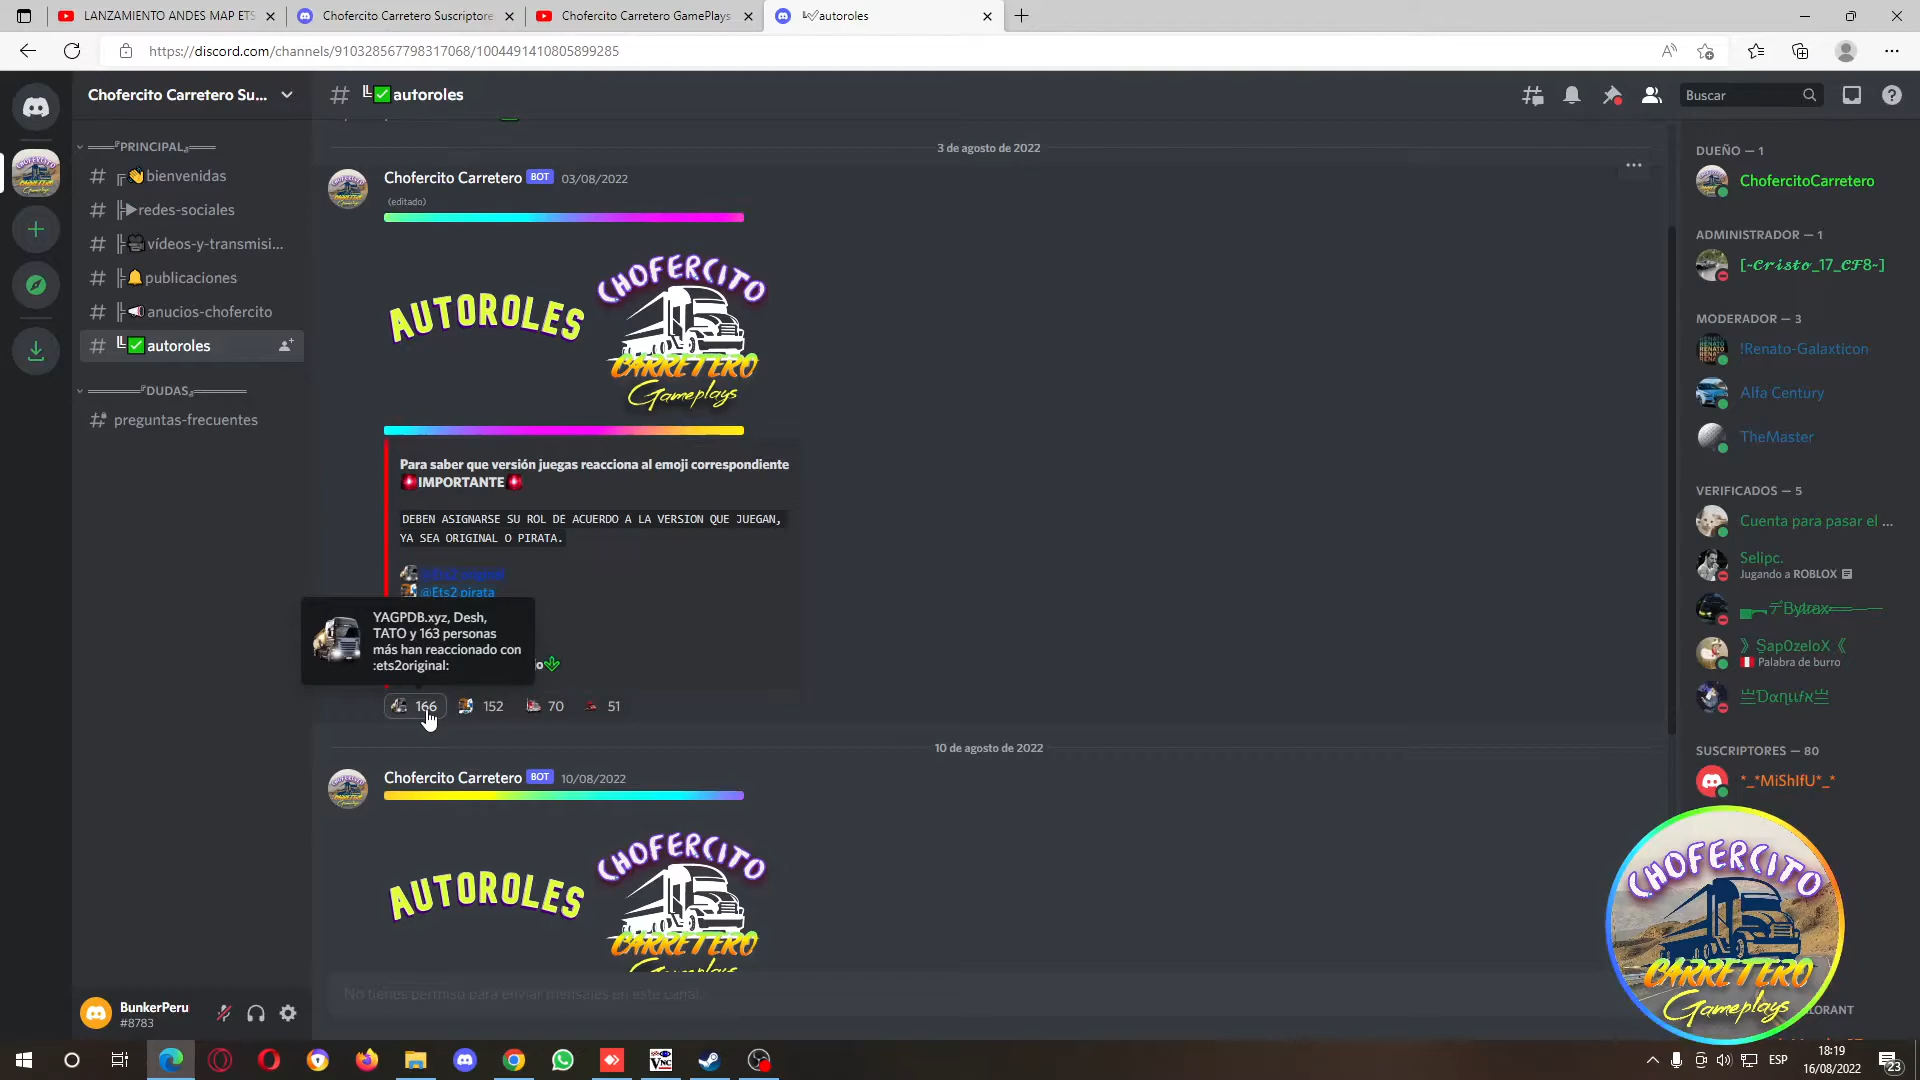 LANZAMIENTO ANDES MAP ETS
Chofercito Carretero Suscriptore
Chofercito Carretero GamePlays
autoroles
https://discord.com/channels/910328567798317068/1004491410805899285
Chofercito Carretero Su...
autoroles
Buscar
PRINCIPAL
bienvenidas
redes-sociales
vídeos-y-transmisi...
publicaciones
anucios-chofercito
autoroles
DUDAS
preguntas-frecuentes
BunkerPeru
#8783
3 de agosto de 2022
Chofercito Carretero BOT 03/08/2022
(editado)
AUTOROLES
CHOFERCITO
CARRETERO
Gameplays
Para saber que versión juegas reacciona al emoji correspondiente
IMPORTANTE
DEBEN ASIGNARSE SU ROL DE ACUERDO A LA VERSION QUE JUEGAN,
YA SEA ORIGINAL O PIRATA.
@Ets2 original
@Ets2 pirata
YAGPDB.xyz, Desh,
TATO y 163 personas
más han reaccionado con
:ets2original:
166 152 70 51
10 de agosto de 2022
Chofercito Carretero BOT 10/08/2022
AUTOROLES
CHOFERCITO
CARRETERO
No tienes permiso para enviar mensajes en este canal.
DUEÑO — 1
ChofercitoCarretero
ADMINISTRADOR — 1
[~𝓒𝓻𝓲𝓼𝓽𝓸_17_𝓒𝓕8~]
MODERADOR — 3
!Renato-Galaxticon
Alfa Century
TheMaster
VERIFICADOS — 5
Cuenta para pasar el ...
Selipc.
Jugando a ROBLOX
Bytrax
》Sap0zeloX《
Palabra de burro
SUSCRIPTORES — 80
*_*MiShIfU*_*
CHOFERCITO
CARRETERO
Gameplays
LORANT
VNC
ESP
18:19
16/08/2022
23